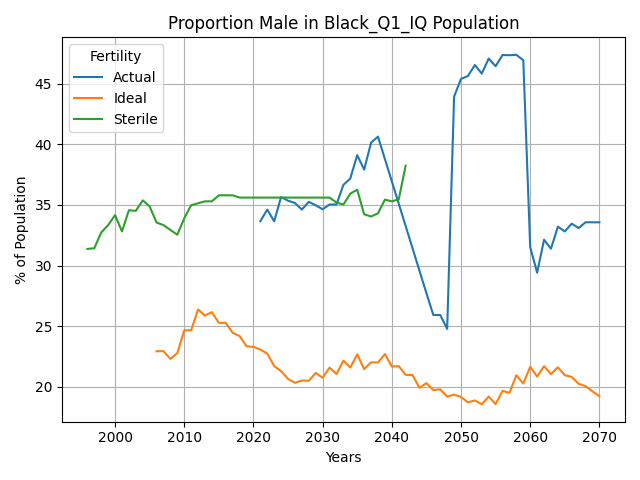 Proportion Male in Black_Q1_IQ Population
Fertility
Actual
Ideal
Sterile
% of Population
45
40
35
30
25
20
2000
2010
2020
2030
2040
2050
2060
2070
Years